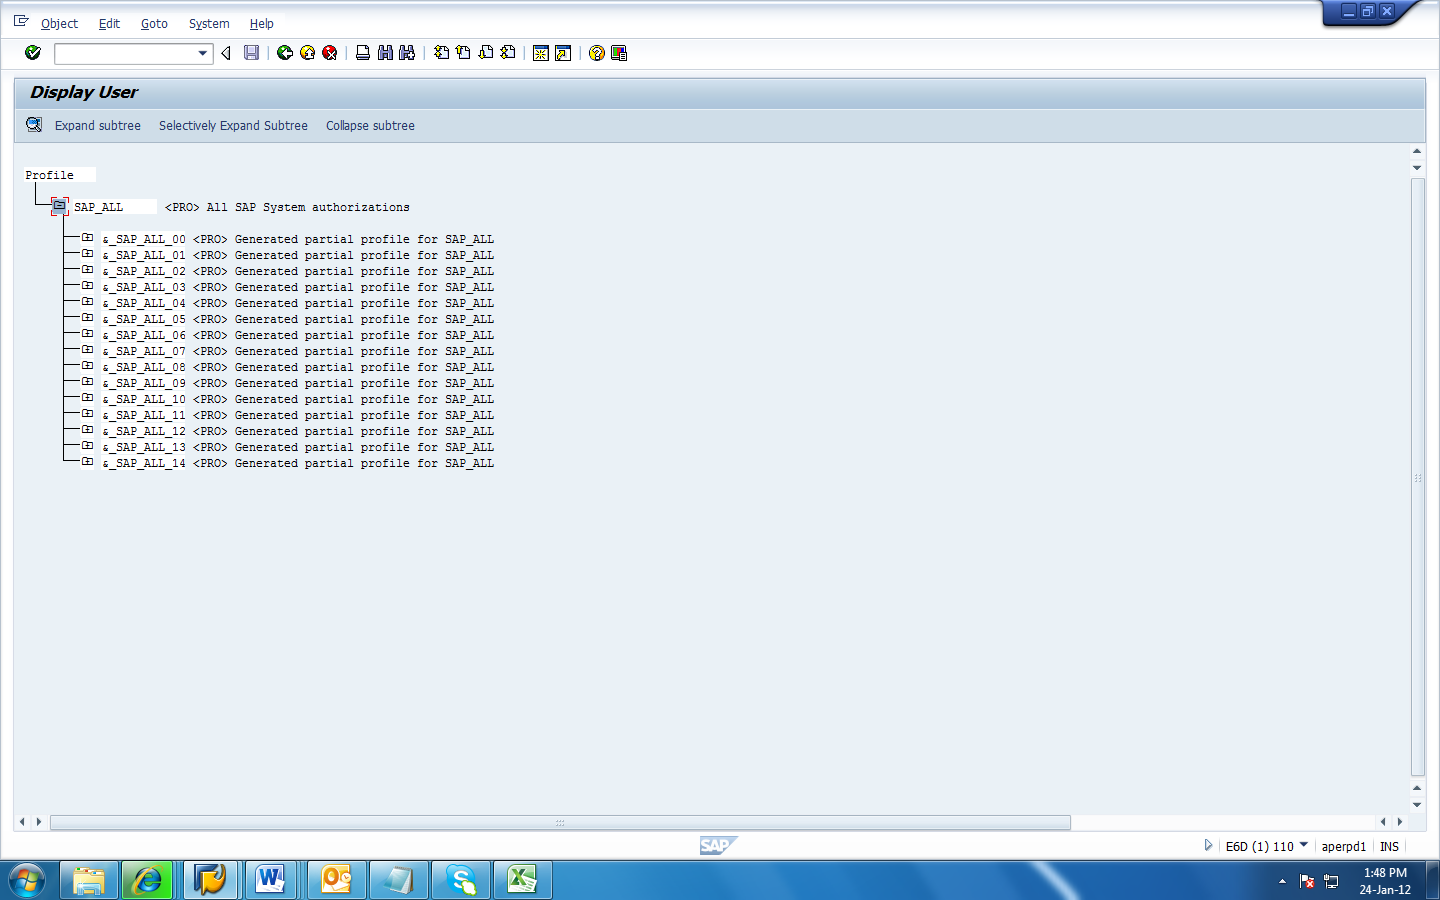 Object Edit Goto System Help
Display User
Expand subtree Selectively Expand Subtree Collapse subtree
Profile
SAP_ALL <PRO> All SAP System authorizations
&_SAP_ALL_00 <PRO> Generated partial profile for SAP_ALL
&_SAP_ALL_01 <PRO> Generated partial profile for SAP_ALL
&_SAP_ALL_02 <PRO> Generated partial profile for SAP_ALL
&_SAP_ALL_03 <PRO> Generated partial profile for SAP_ALL
&_SAP_ALL_04 <PRO> Generated partial profile for SAP_ALL
&_SAP_ALL_05 <PRO> Generated partial profile for SAP_ALL
&_SAP_ALL_06 <PRO> Generated partial profile for SAP_ALL
&_SAP_ALL_07 <PRO> Generated partial profile for SAP_ALL
&_SAP_ALL_08 <PRO> Generated partial profile for SAP_ALL
&_SAP_ALL_09 <PRO> Generated partial profile for SAP_ALL
&_SAP_ALL_10 <PRO> Generated partial profile for SAP_ALL
&_SAP_ALL_11 <PRO> Generated partial profile for SAP_ALL
&_SAP_ALL_12 <PRO> Generated partial profile for SAP_ALL
&_SAP_ALL_13 <PRO> Generated partial profile for SAP_ALL
&_SAP_ALL_14 <PRO> Generated partial profile for SAP_ALL
SAP
E6D (1) 110 aperpd1 INS
1:48 PM
24-Jan-12